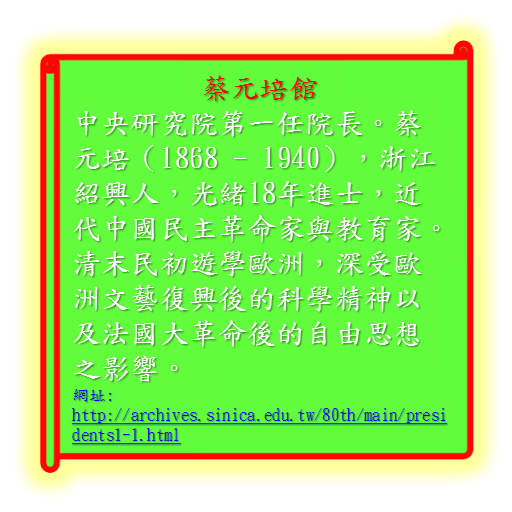 蔡元培館
中央研究院第一任院長。蔡
元培（1868 - 1940），浙江
紹興人，光緒18年進士，近
代中國民主革命家與教育家。
清末民初遊學歐洲，深受歐
洲文藝復興後的科學精神以
及法國大革命後的自由思想
之影響。
網址:
http://archives.sinica.edu.tw/80th/main/presi
dents1-1.html